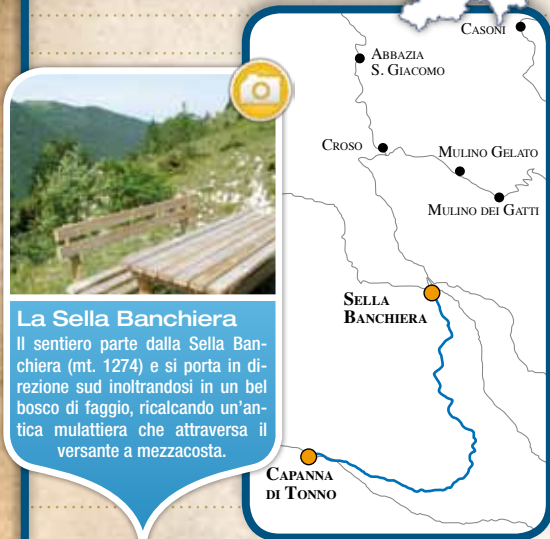 La Sella Banchiera
Il sentiero parte dalla Sella Ban-
chiera (mt. 1274) e si porta in di-
rezione sud inoltrandosi in un bel
bosco di faggio, ricalcando un'an-
tica mulattiera che attraversa il
versante a mezzacosta.
CASONI
ABBAZIA
S. GIACOMO
CROSO
MULINO GELATO
MULINO DEI GATTI
SELLA
BANCHIERA
CAPANNA
DI TONNO